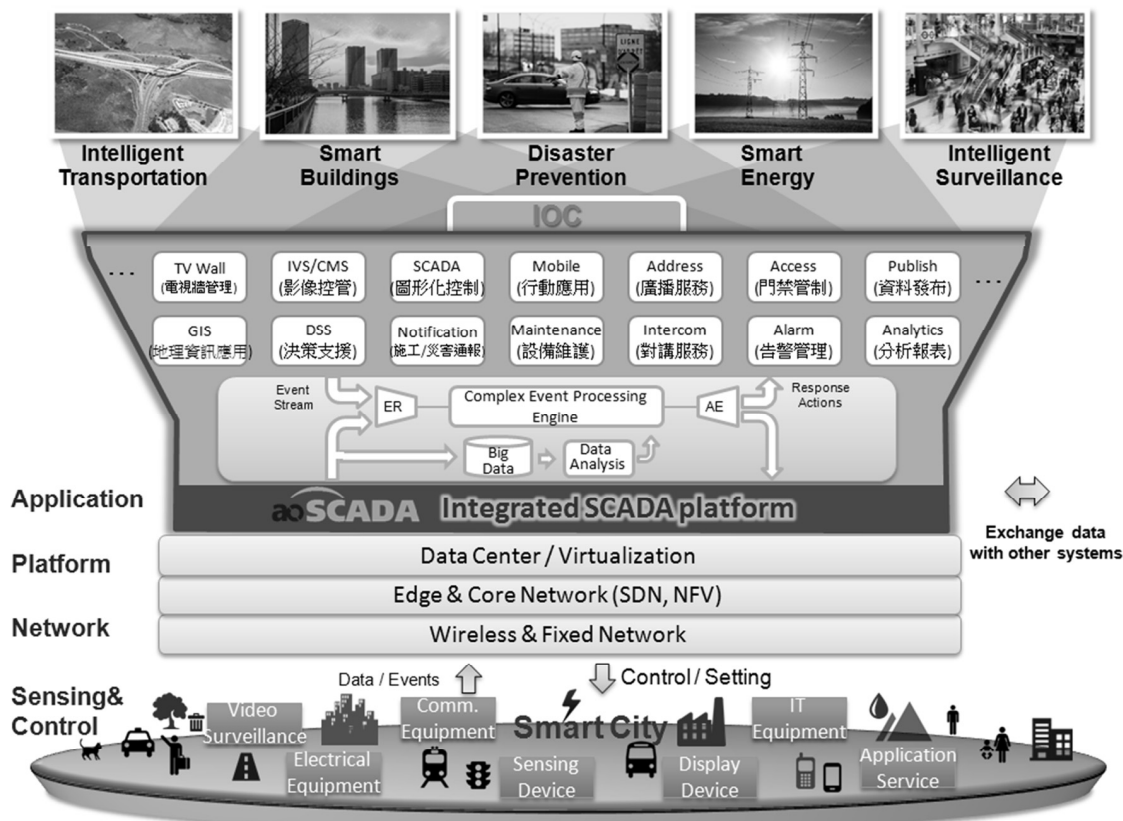 LIGNE
Intelligent
Transportation
Smart
Buildings
Disaster
Prevention
Smart
Energy
Intelligent
Surveillance
IOC
...
TV Wall
(電視牆管理)
IVS/CMS
(影像控管)
SCADA
(圖形化控制)
Mobile
(行動應用)
Address
(廣播服務)
Access
(門禁管制)
Publish
(資料發布)
...
GIS
(地理資訊應用)
DSS
(決策支援)
Notification
(施工/災害通報)
Maintenance
(設備維護)
Intercom
(對講服務)
Alarm
(告警管理)
Analytics
(分析報表)
Event
Stream
ER
Complex Event Processing
Engine
AE
Response
Actions
Big
Data
Data
Analysis
Application
aoSCADA Integrated SCADA platform
Exchange data
with other systems
Platform
Data Center / Virtualization
Edge & Core Network (SDN, NFV)
Network
Wireless & Fixed Network
Data / Events
Control / Setting
Sensing&
Control
Video
Surveillance
Comm.
Equipment
Smart City
IT
Equipment
Electrical
Equipment
Sensing
Device
Display
Device
Application
Service